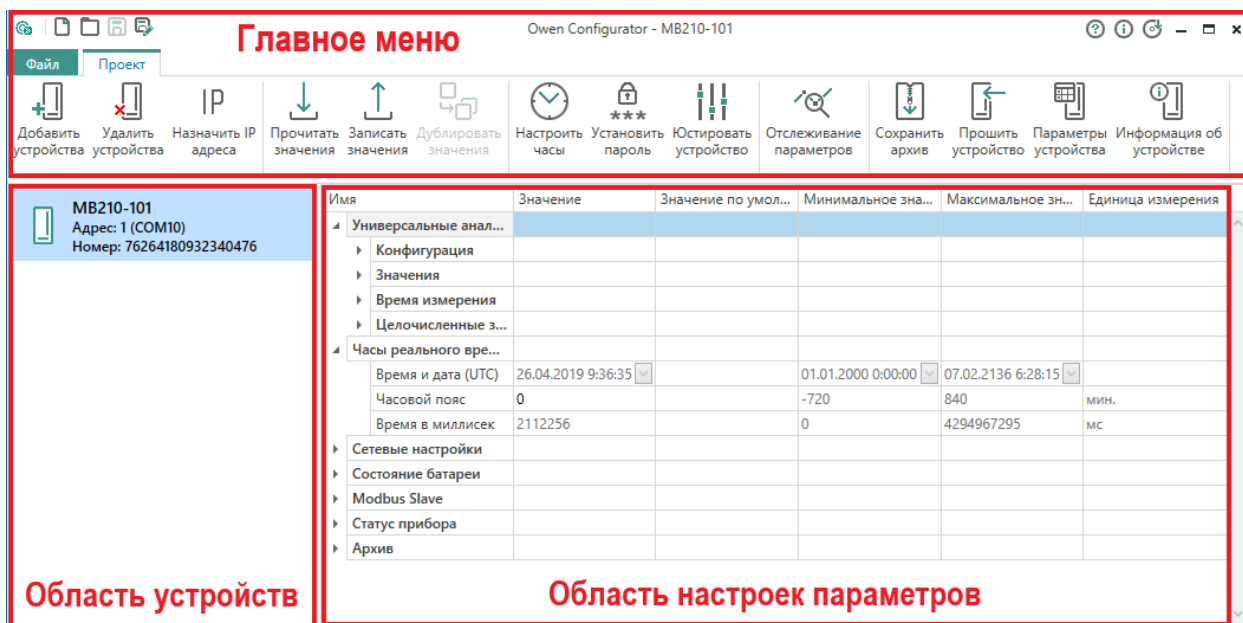 Главное меню
Owen Configurator - МВ210-101
Файл Проект
IP
Добавить устройства
Удалить устройства
Назначить IP адреса
Прочитать значения
Записать значения
Дублировать значения
Настроить часы
*** Установить пароль
Юстировать устройство
Отслеживание параметров
Сохранить архив
Прошить устройство
Параметры устройства
Информация об устройстве
МВ210-101
Адрес: 1 (COM10)
Номер: 76264180932340476
Область устройств
Имя Значение Значение по умол... Минимальное зна... Максимальное зн... Единица измерения
Универсальные анал...
Конфигурация
Значения
Время измерения
Целочисленные з...
Часы реального вре...
Время и дата (UTC) 26.04.2019 9:36:35 01.01.2000 0:00:00 07.02.2136 6:28:15
Часовой пояс 0 -720 840 мин.
Время в миллисек 2112256 0 4294967295 мс
Сетевые настройки
Состояние батареи
Modbus Slave
Статус прибора
Архив
Область настроек параметров